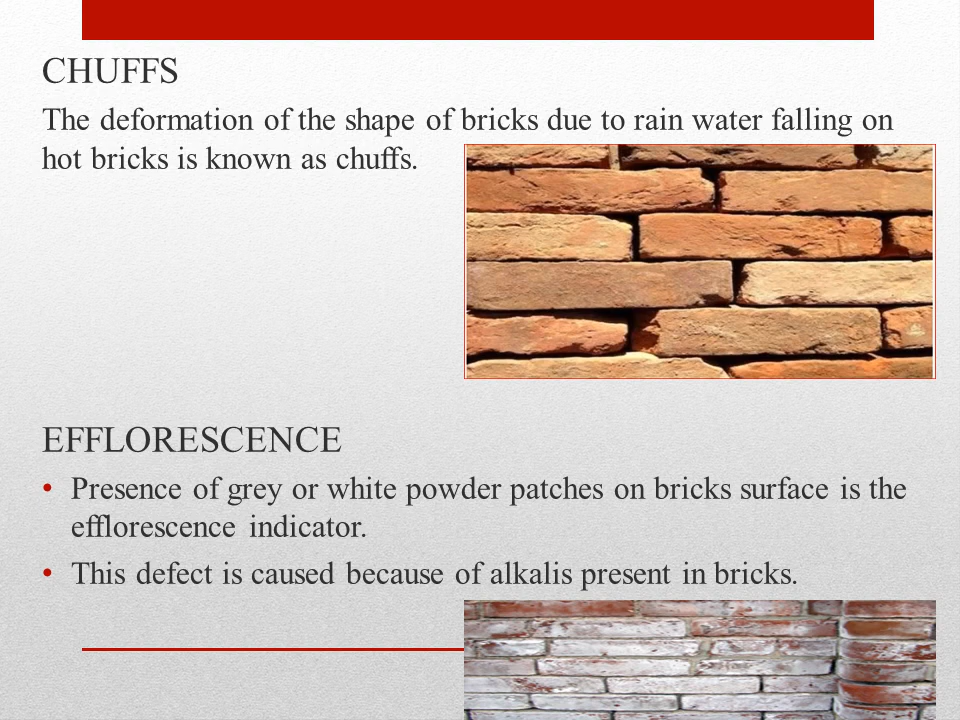 CHUFFS
The deformation of the shape of bricks due to rain water falling on
hot bricks is known as chuffs.
EFFLORESCENCE
• Presence of grey or white powder patches on bricks surface is the
efflorescence indicator.
• This defect is caused because of alkalis present in bricks.